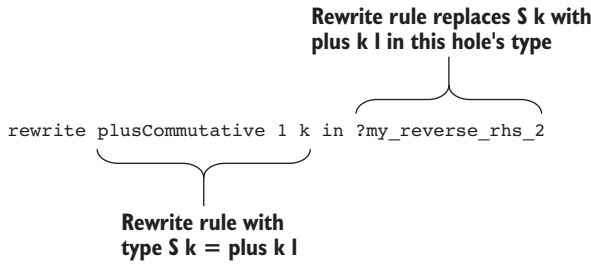 Rewrite rule replaces S k with
plus k l in this hole's type
rewrite plusCommutative 1 k in ?my_reverse_rhs_2
Rewrite rule with
type S k = plus k l